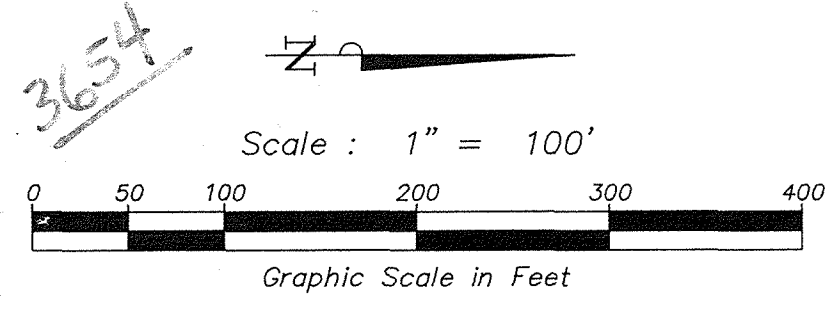 3654
N
Scale : 1" = 100'
0 50 100 200 300 400
Graphic Scale in Feet